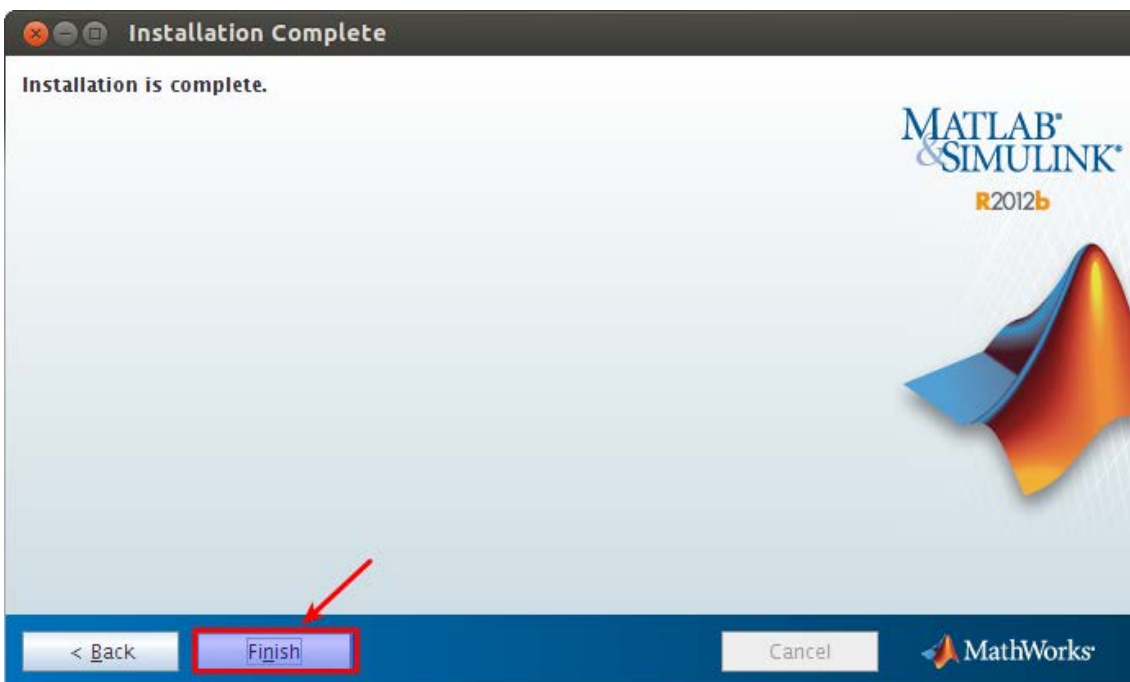 Installation Complete
Installation is complete.
MATLAB®
&SIMULINK®
R2012b
< Back
Finish
Cancel
MathWorks®